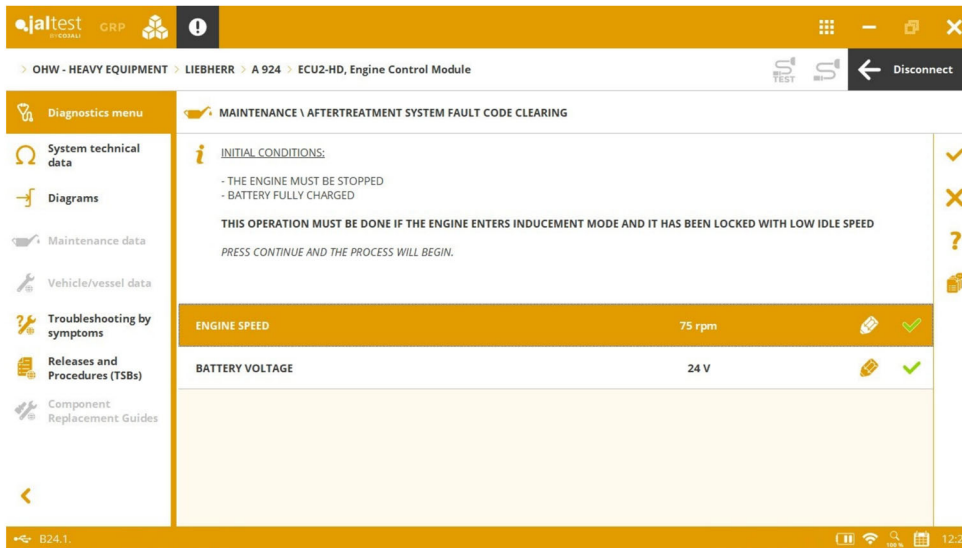 jaltest GRP
BY COJALI
> OHW - HEAVY EQUIPMENT > LIEBHERR > A 924 > ECU2-HD, Engine Control Module
TEST
Disconnect
Diagnostics menu
System technical
data
Diagrams
Maintenance data
Vehicle/vessel data
Troubleshooting by
symptoms
Releases and
Procedures (TSBs)
Component
Replacement Guides
MAINTENANCE \ AFTERTREATMENT SYSTEM FAULT CODE CLEARING
INITIAL CONDITIONS:
- THE ENGINE MUST BE STOPPED
- BATTERY FULLY CHARGED
THIS OPERATION MUST BE DONE IF THE ENGINE ENTERS INDUCEMENT MODE AND IT HAS BEEN LOCKED WITH LOW IDLE SPEED
PRESS CONTINUE AND THE PROCESS WILL BEGIN.
ENGINE SPEED 75 rpm
BATTERY VOLTAGE 24 V
B24.1.
100 %
12:2